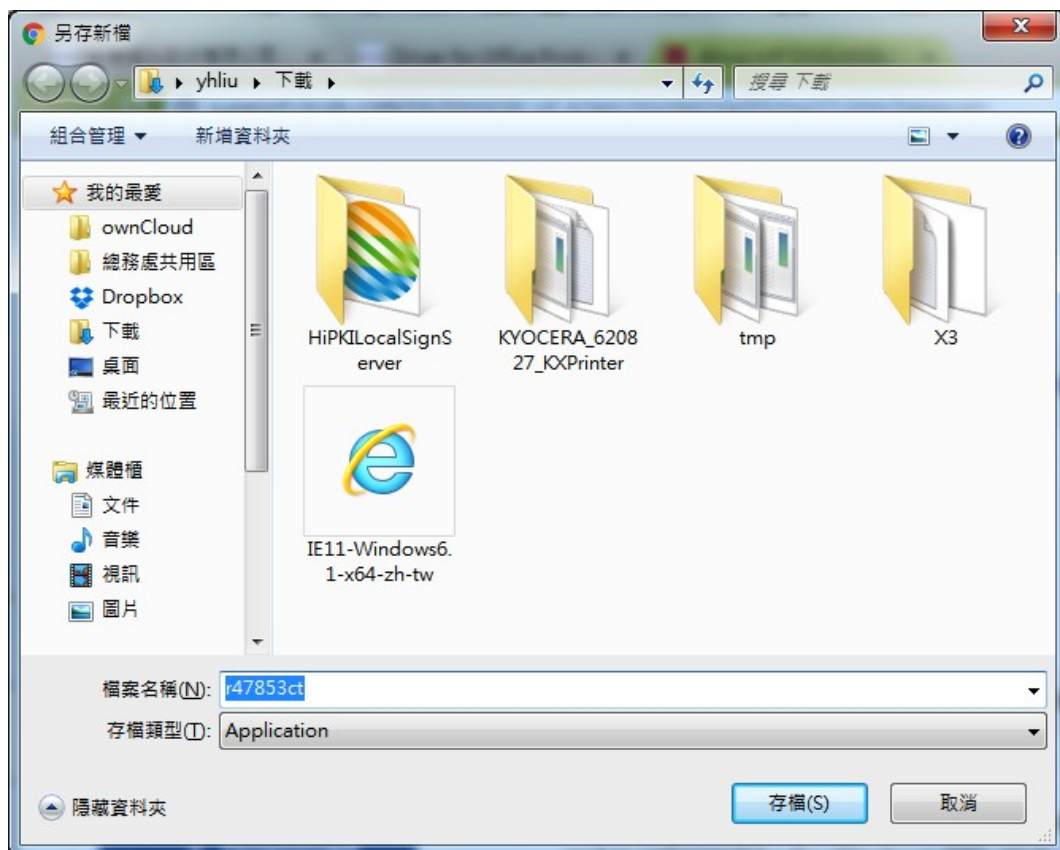 另存新檔
yhliu 下載
搜尋 下載
組合管理
新增資料夾
我的最愛
ownCloud
總務處共用區
Dropbox
下載
桌面
最近的位置
媒體櫃
文件
音樂
視訊
圖片
HiPKILocalSignS
erver
KYOCERA_6208
27_KXPrinter
tmp
X3
IE11-Windows6.
1-x64-zh-tw
檔案名稱(N): r47853ct
存檔類型(T): Application
隱藏資料夾
存檔(S)
取消